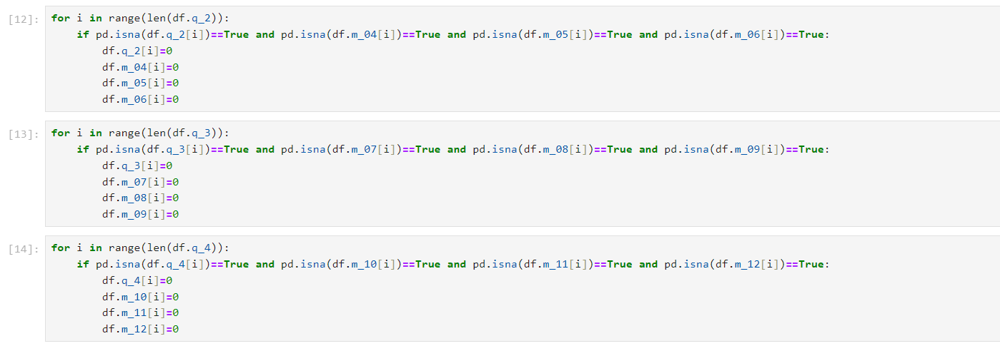 [12]: for i in range(len(df.q_2)):
    if pd.isna(df.q_2[i])==True and pd.isna(df.m_04[i])==True and pd.isna(df.m_05[i])==True and pd.isna(df.m_06[i])==True:
        df.q_2[i]=0
        df.m_04[i]=0
        df.m_05[i]=0
        df.m_06[i]=0
[13]: for i in range(len(df.q_3)):
    if pd.isna(df.q_3[i])==True and pd.isna(df.m_07[i])==True and pd.isna(df.m_08[i])==True and pd.isna(df.m_09[i])==True:
        df.q_3[i]=0
        df.m_07[i]=0
        df.m_08[i]=0
        df.m_09[i]=0
[14]: for i in range(len(df.q_4)):
    if pd.isna(df.q_4[i])==True and pd.isna(df.m_10[i])==True and pd.isna(df.m_11[i])==True and pd.isna(df.m_12[i])==True:
        df.q_4[i]=0
        df.m_10[i]=0
        df.m_11[i]=0
        df.m_12[i]=0